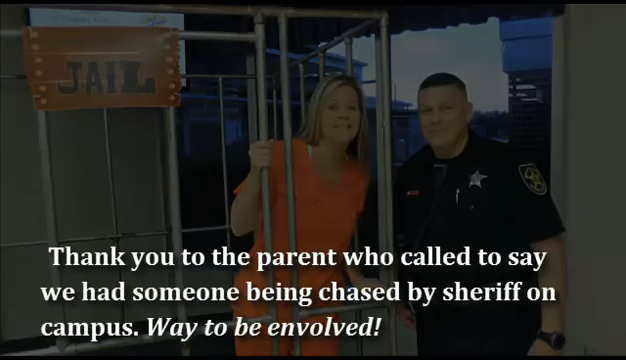 JAIL
Thank you to the parent who called to say
we had someone being chased by sheriff on
campus. Way to be envolved!